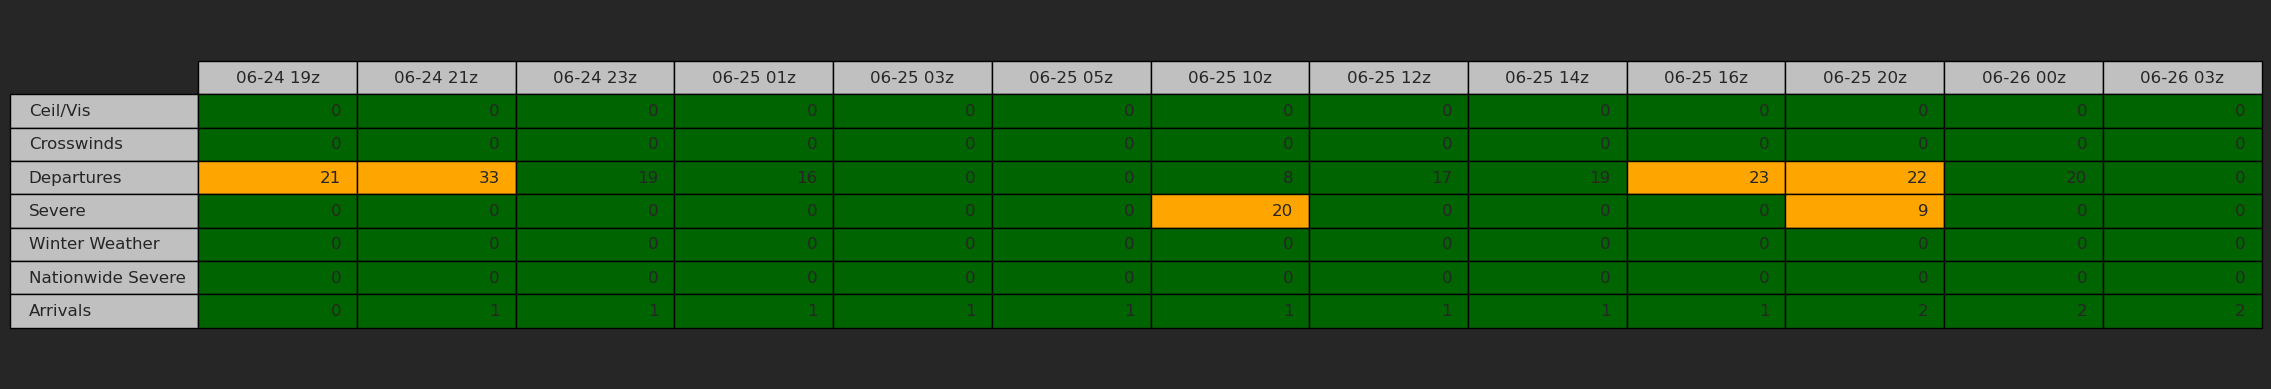 06-24 19z 06-24 21z 06-24 23z 06-25 01z 06-25 03z 06-25 05z 06-25 10z 06-25 12z 06-25 14z 06-25 16z 06-25 20z 06-26 00z 06-26 03z
Ceil/Vis 0 0 0 0 0 0 0 0 0 0 0 0 0
Crosswinds 0 0 0 0 0 0 0 0 0 0 0 0 0
Departures 21 33 19 16 0 0 8 17 19 23 22 20 0
Severe 0 0 0 0 0 0 20 0 0 0 9 0 0
Winter Weather 0 0 0 0 0 0 0 0 0 0 0 0 0
Nationwide Severe 0 0 0 0 0 0 0 0 0 0 0 0 0
Arrivals 0 1 1 1 1 1 1 1 1 1 2 2 2